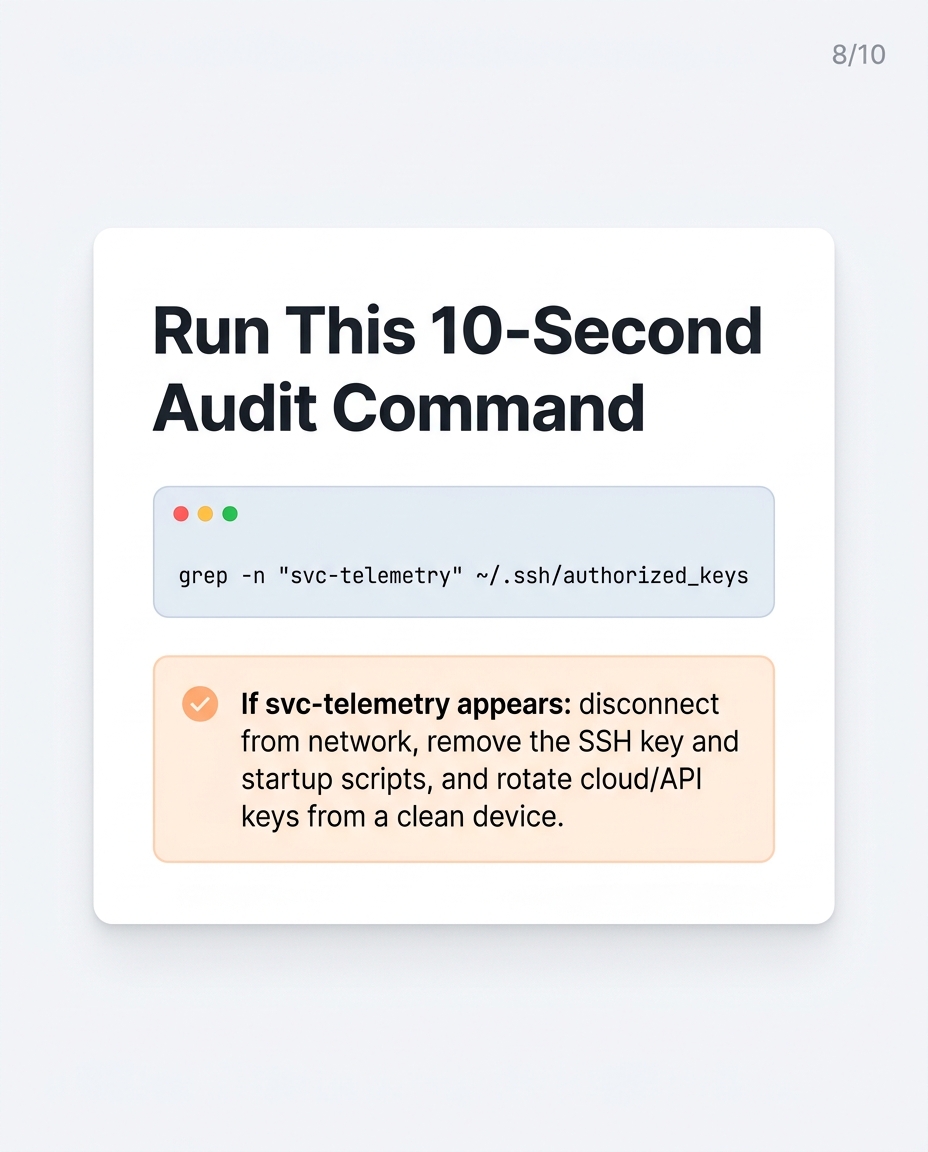 8/10
Run This 10-Second
Audit Command
grep -n "svc-telemetry" ~/.ssh/authorized_keys
If svc-telemetry appears: disconnect
from network, remove the SSH key and
startup scripts, and rotate cloud/API
keys from a clean device.